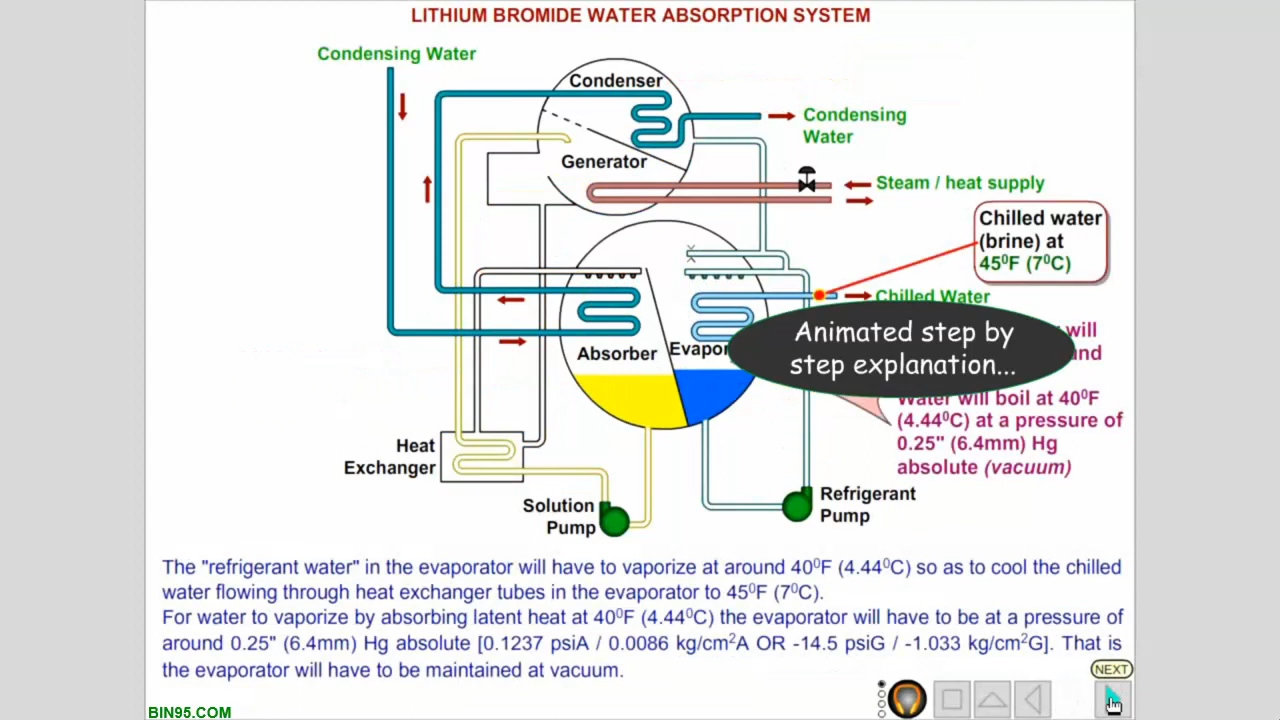 LITHIUM BROMIDE WATER ABSORPTION SYSTEM
Condensing Water
Condenser
Condensing
Water
Generator
Steam / heat supply
Chilled water
(brine) at
45⁰F (7⁰C)
Chilled Water
will
Animated step by
step explanation...
Absorber
Water will boil at 40⁰F
(4.44⁰C) at a pressure of
0.25" (6.4mm) Hg
absolute (vacuum)
Heat
Exchanger
Solution
Pump
Refrigerant
Pump
The "refrigerant water" in the evaporator will have to vaporize at around 40⁰F (4.44⁰C) so as to cool the chilled
water flowing through heat exchanger tubes in the evaporator to 45⁰F (7⁰C).
For water to vaporize by absorbing latent heat at 40⁰F (4.44⁰C) the evaporator will have to be at a pressure of
around 0.25" (6.4mm) Hg absolute [0.1237 psiA / 0.0086 kg/cm²A OR -14.5 psiG / -1.033 kg/cm²G]. That is
the evaporator will have to be maintained at vacuum.
NEXT
BIN95.COM